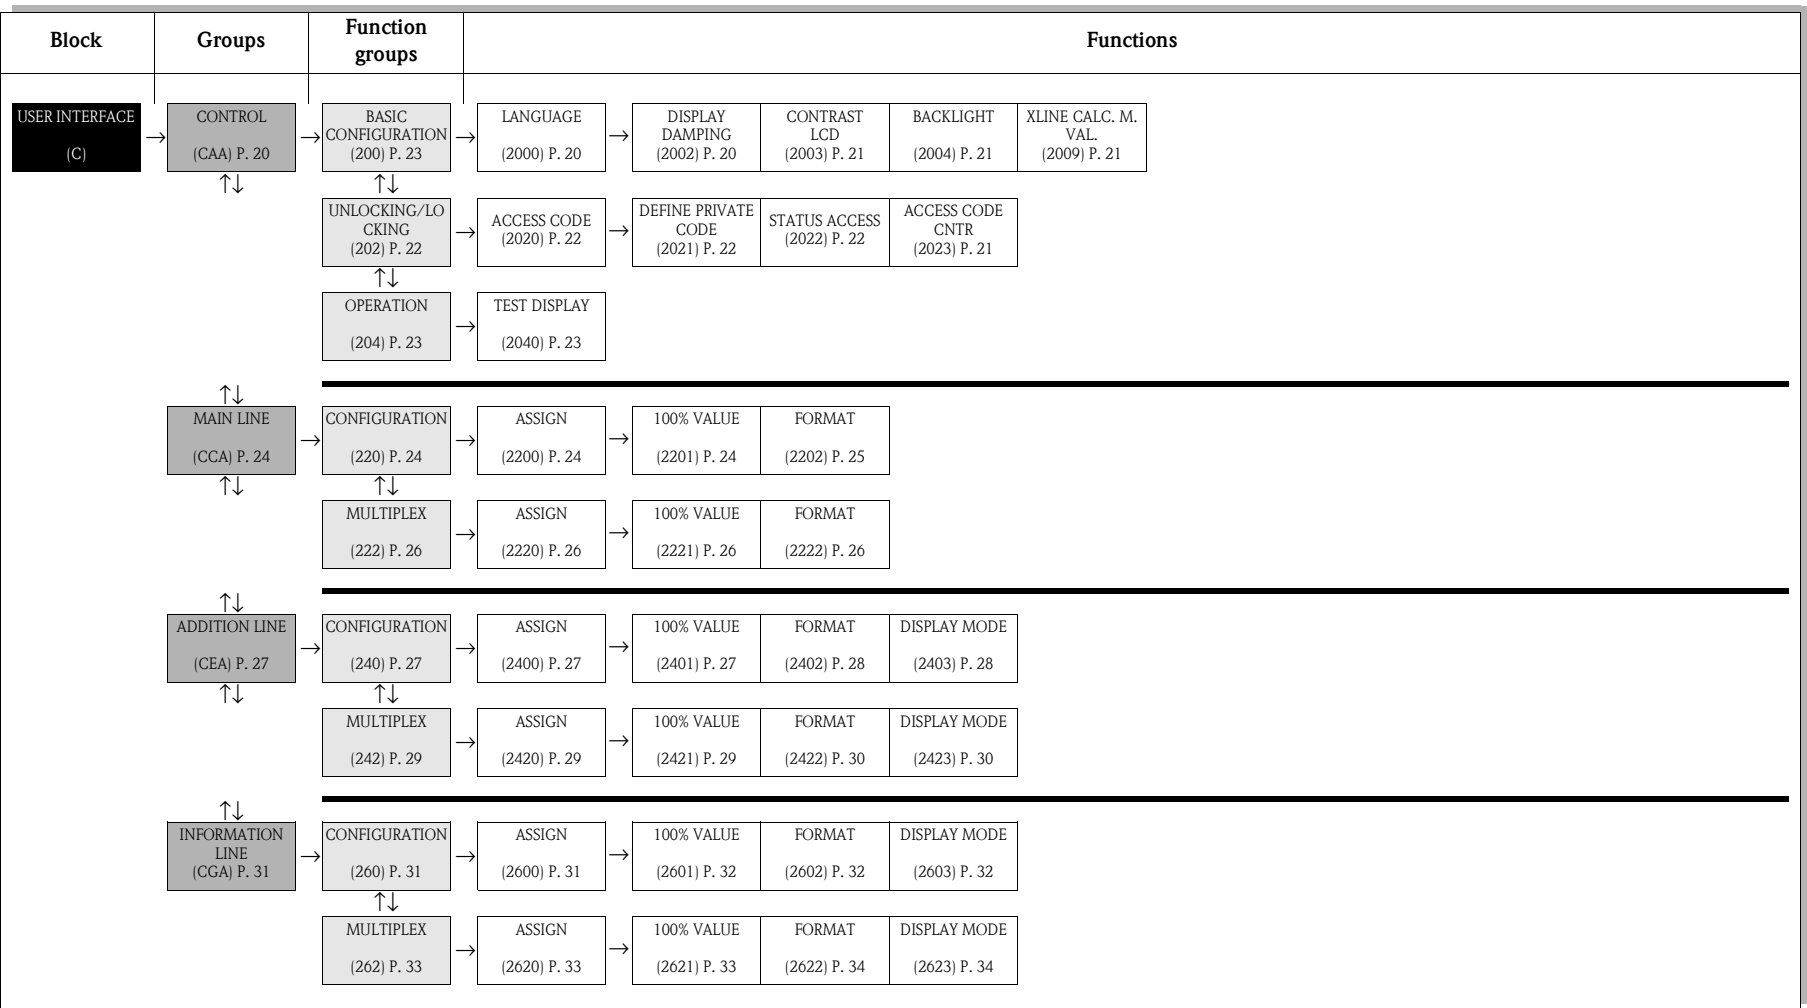 Block
Groups
Function
groups
Functions
USER INTERFACE
(C)
CONTROL
(CAA) P. 20
BASIC
CONFIGURATION
(200) P. 23
LANGUAGE
(2000) P. 20
DISPLAY
DAMPING
(2002) P. 20
CONTRAST
LCD
(2003) P. 21
BACKLIGHT
(2004) P. 21
XLINE CALC. M.
VAL.
(2009) P. 21
UNLOCKING/LO
CKING
(202) P. 22
ACCESS CODE
(2020) P. 22
DEFINE PRIVATE
CODE
(2021) P. 22
STATUS ACCESS
(2022) P. 22
ACCESS CODE
CNTR
(2023) P. 21
OPERATION
(204) P. 23
TEST DISPLAY
(2040) P. 23
MAIN LINE
(CCA) P. 24
CONFIGURATION
(220) P. 24
ASSIGN
(2200) P. 24
100% VALUE
(2201) P. 24
FORMAT
(2202) P. 25
MULTIPLEX
(222) P. 26
ASSIGN
(2220) P. 26
100% VALUE
(2221) P. 26
FORMAT
(2222) P. 26
ADDITION LINE
(CEA) P. 27
CONFIGURATION
(240) P. 27
ASSIGN
(2400) P. 27
100% VALUE
(2401) P. 27
FORMAT
(2402) P. 28
DISPLAY MODE
(2403) P. 28
MULTIPLEX
(242) P. 29
ASSIGN
(2420) P. 29
100% VALUE
(2421) P. 29
FORMAT
(2422) P. 30
DISPLAY MODE
(2423) P. 30
INFORMATION
LINE
(CGA) P. 31
CONFIGURATION
(260) P. 31
ASSIGN
(2600) P. 31
100% VALUE
(2601) P. 32
FORMAT
(2602) P. 32
DISPLAY MODE
(2603) P. 32
MULTIPLEX
(262) P. 33
ASSIGN
(2620) P. 33
100% VALUE
(2621) P. 33
FORMAT
(2622) P. 34
DISPLAY MODE
(2623) P. 34